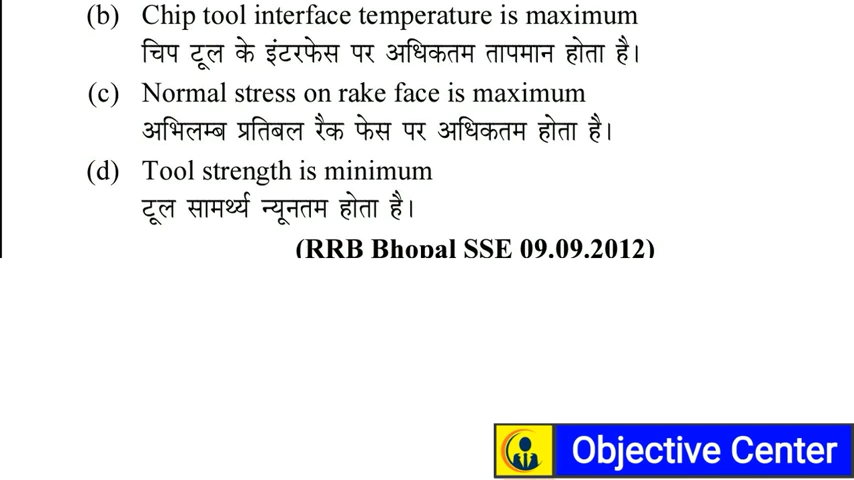 (b) Chip tool interface temperature is maximum
चिप टूल के इंटरफेस पर अधिकतम तापमान होता है।
(c) Normal stress on rake face is maximum
अभिलम्ब प्रतिबल रैक फेस पर अधिकतम होता है।
(d) Tool strength is minimum
टूल सामर्थ्य न्यूनतम होता है।
(RRB Bhopal SSE 09.09.2012)
Objective Center